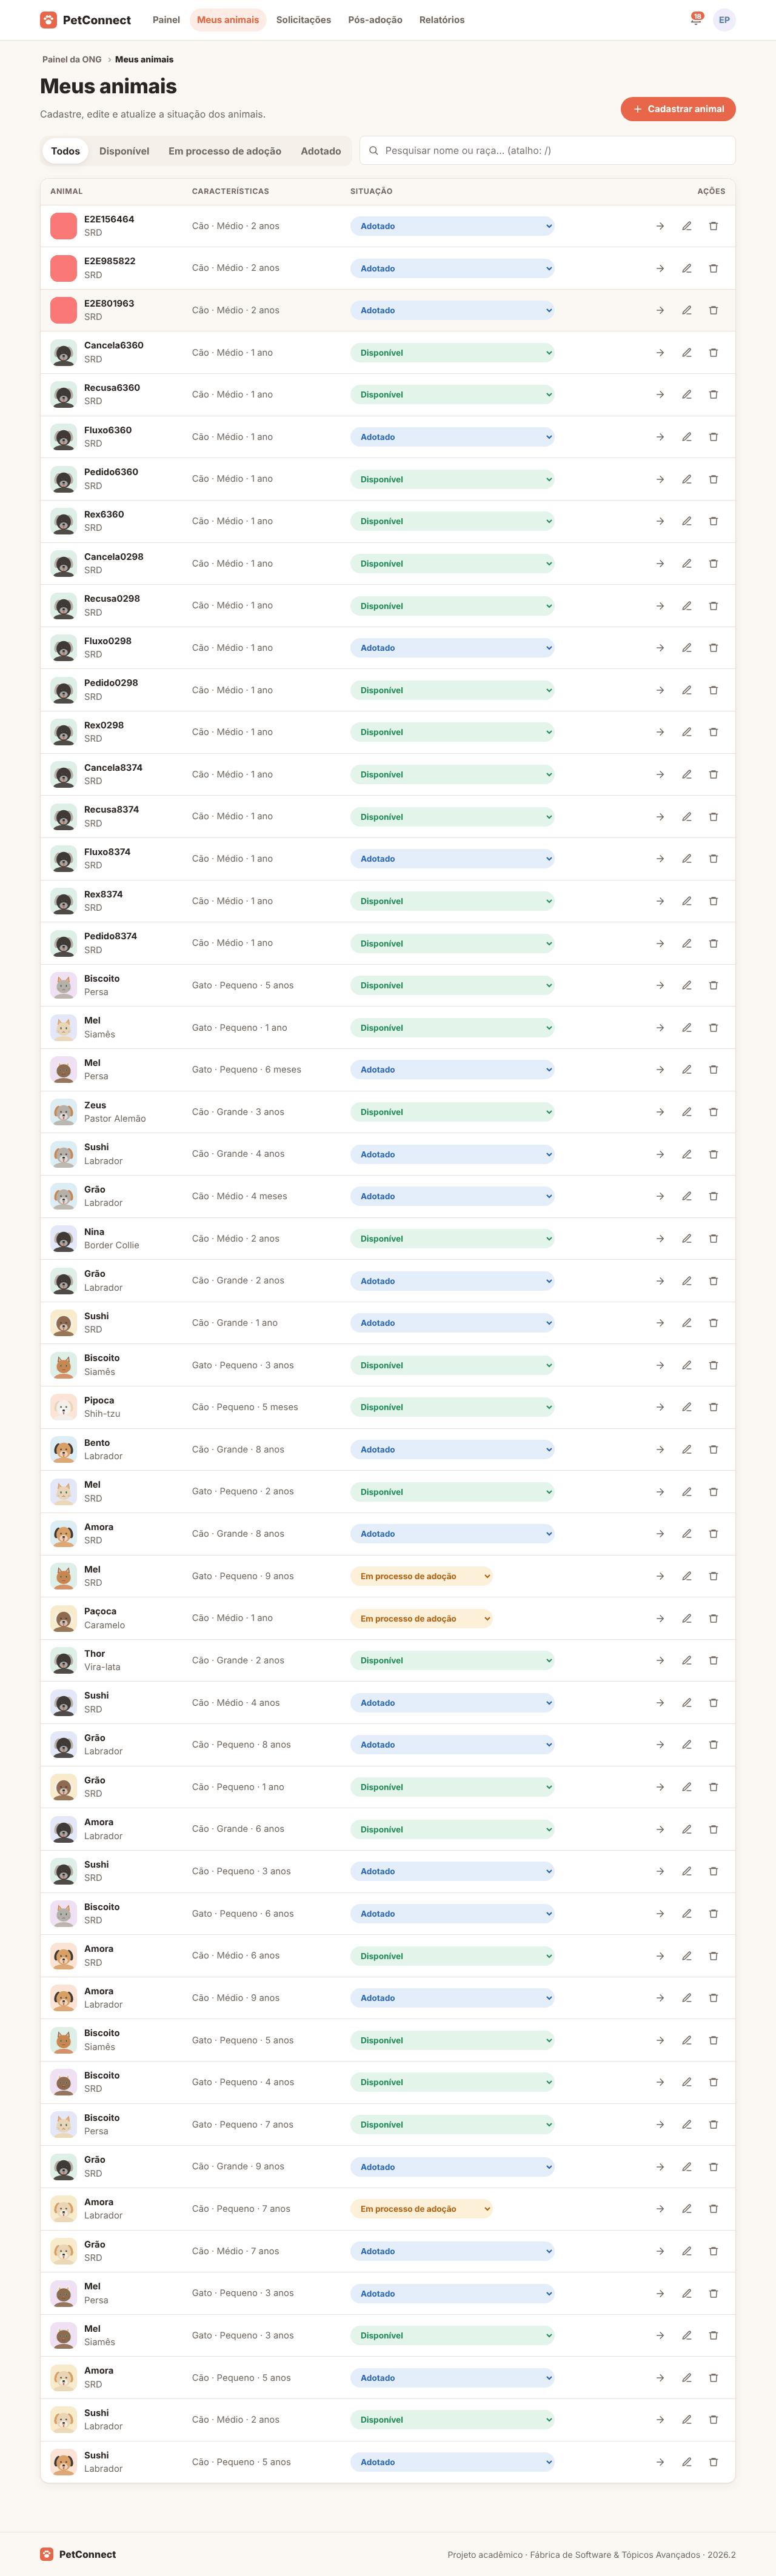 PetConnect Painel Meus animais Solicitações Pós-adoção Relatórios 18 EP
Painel da ONG › Meus animais
Meus animais
Cadastre, edite e atualize a situação dos animais.
+ Cadastrar animal
Todos Disponível Em processo de adoção Adotado Pesquisar nome ou raça... (atalho: /)
ANIMAL CARACTERÍSTICAS SITUAÇÃO AÇÕES
E2E156464
SRD
Cão · Médio · 2 anos Adotado
E2E985822
SRD
Cão · Médio · 2 anos Adotado
E2E801963
SRD
Cão · Médio · 2 anos Adotado
Cancela6360
SRD
Cão · Médio · 1 ano Disponível
Recusa6360
SRD
Cão · Médio · 1 ano Disponível
Fluxo6360
SRD
Cão · Médio · 1 ano Adotado
Pedido6360
SRD
Cão · Médio · 1 ano Disponível
Rex6360
SRD
Cão · Médio · 1 ano Disponível
Cancela0298
SRD
Cão · Médio · 1 ano Disponível
Recusa0298
SRD
Cão · Médio · 1 ano Disponível
Fluxo0298
SRD
Cão · Médio · 1 ano Adotado
Pedido0298
SRD
Cão · Médio · 1 ano Disponível
Rex0298
SRD
Cão · Médio · 1 ano Disponível
Cancela8374
SRD
Cão · Médio · 1 ano Disponível
Recusa8374
SRD
Cão · Médio · 1 ano Disponível
Fluxo8374
SRD
Cão · Médio · 1 ano Adotado
Rex8374
SRD
Cão · Médio · 1 ano Disponível
Pedido8374
SRD
Cão · Médio · 1 ano Disponível
Biscoito
Persa
Gato · Pequeno · 5 anos Disponível
Mel
Siamês
Gato · Pequeno · 1 ano Disponível
Mel
Persa
Gato · Pequeno · 6 meses Adotado
Zeus
Pastor Alemão
Cão · Grande · 3 anos Disponível
Sushi
Labrador
Cão · Grande · 4 anos Adotado
Grão
Labrador
Cão · Médio · 4 meses Adotado
Nina
Border Collie
Cão · Médio · 2 anos Disponível
Grão
Labrador
Cão · Grande · 2 anos Adotado
Sushi
SRD
Cão · Grande · 1 ano Adotado
Biscoito
Siamês
Gato · Pequeno · 3 anos Disponível
Pipoca
Shih-tzu
Cão · Pequeno · 5 meses Disponível
Bento
Labrador
Cão · Grande · 8 anos Adotado
Mel
SRD
Gato · Pequeno · 2 anos Disponível
Amora
SRD
Cão · Grande · 8 anos Adotado
Mel
SRD
Gato · Pequeno · 9 anos Em processo de adoção
Paçoca
Caramelo
Cão · Médio · 1 ano Em processo de adoção
Thor
Vira-lata
Cão · Grande · 2 anos Disponível
Sushi
SRD
Cão · Médio · 4 anos Adotado
Grão
Labrador
Cão · Pequeno · 8 anos Adotado
Grão
SRD
Cão · Pequeno · 1 ano Disponível
Amora
Labrador
Cão · Grande · 6 anos Disponível
Sushi
SRD
Cão · Pequeno · 3 anos Adotado
Biscoito
SRD
Gato · Pequeno · 6 anos Adotado
Amora
SRD
Cão · Médio · 6 anos Disponível
Amora
Labrador
Cão · Médio · 9 anos Adotado
Biscoito
Siamês
Gato · Pequeno · 5 anos Disponível
Biscoito
SRD
Gato · Pequeno · 4 anos Disponível
Biscoito
Persa
Gato · Pequeno · 7 anos Disponível
Grão
SRD
Cão · Grande · 9 anos Adotado
Amora
Labrador
Cão · Pequeno · 7 anos Em processo de adoção
Grão
SRD
Cão · Médio · 7 anos Adotado
Mel
Persa
Gato · Pequeno · 3 anos Adotado
Mel
Siamês
Gato · Pequeno · 3 anos Disponível
Amora
SRD
Cão · Pequeno · 5 anos Adotado
Sushi
Labrador
Cão · Médio · 2 anos Disponível
Sushi
Labrador
Cão · Pequeno · 5 anos Adotado
PetConnect Projeto acadêmico · Fábrica de Software & Tópicos Avançados · 2026.2